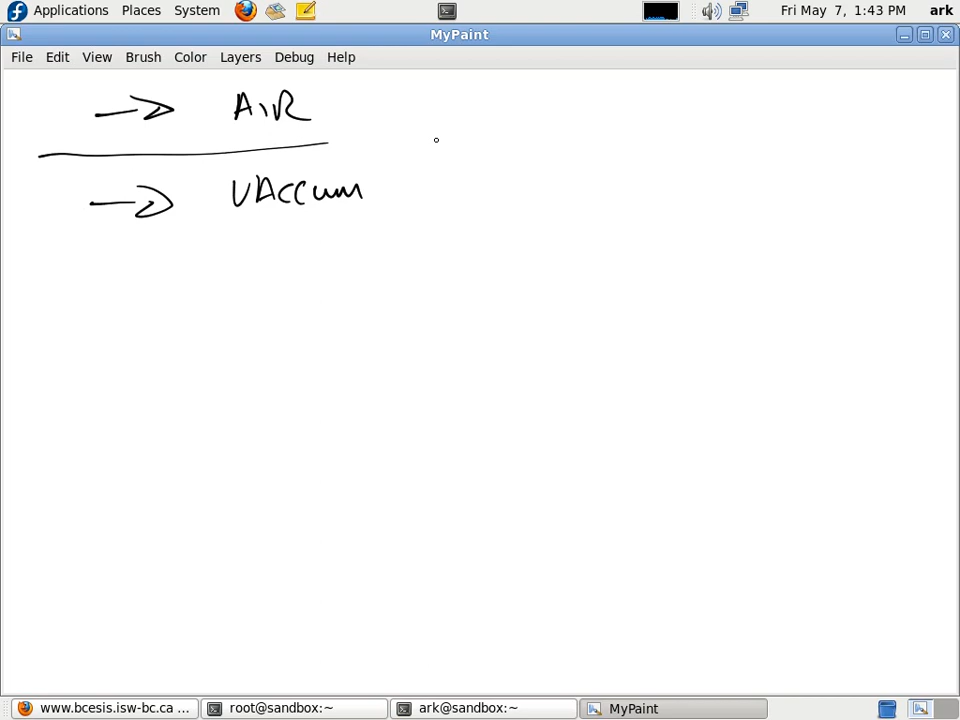 Applications Places System Fri May 7, 1:43 PM ark
MyPaint
File Edit View Brush Color Layers Debug Help
AIR
VACCUM
www.bcesis.isw-bc.ca ... root@sandbox:~ ark@sandbox:~ MyPaint